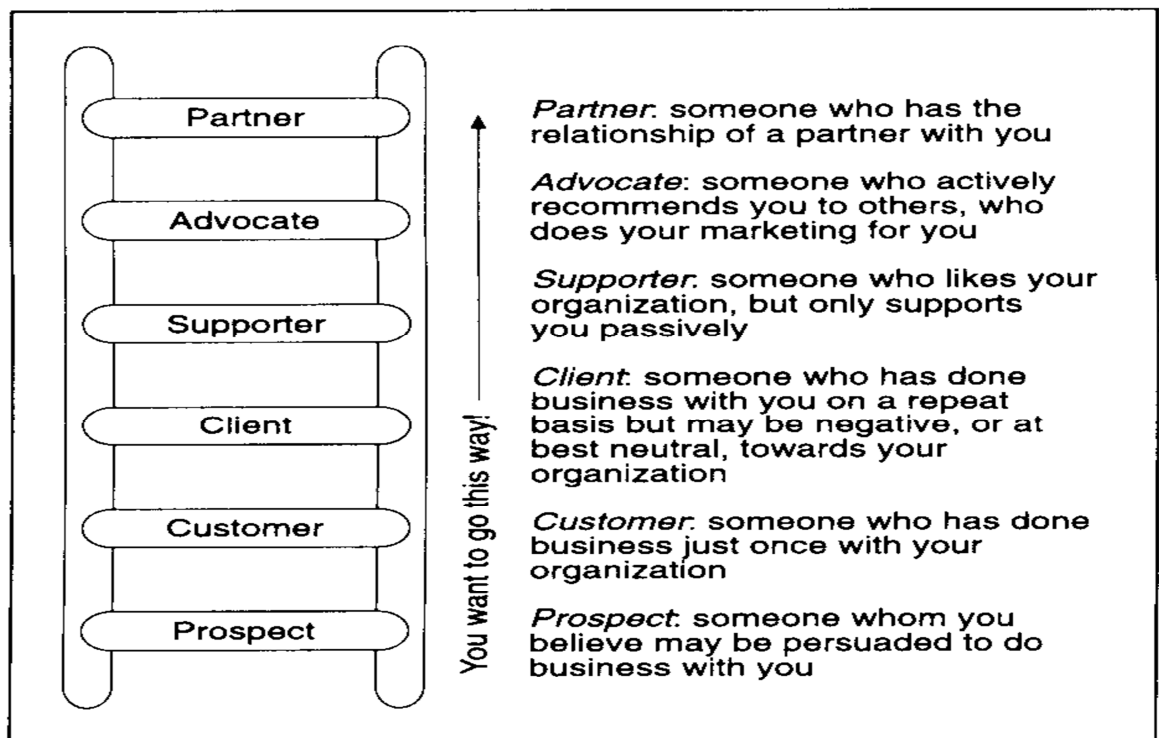 Partner
Advocate
Supporter
Client
Customer
Prospect
You want to go this way!
Partner: someone who has the
relationship of a partner with you
Advocate: someone who actively
recommends you to others, who
does your marketing for you
Supporter: someone who likes your
organization, but only supports
you passively
Client: someone who has done
business with you on a repeat
basis but may be negative, or at
best neutral, towards your
organization
Customer: someone who has done
business just once with your
organization
Prospect: someone whom you
believe may be persuaded to do
business with you